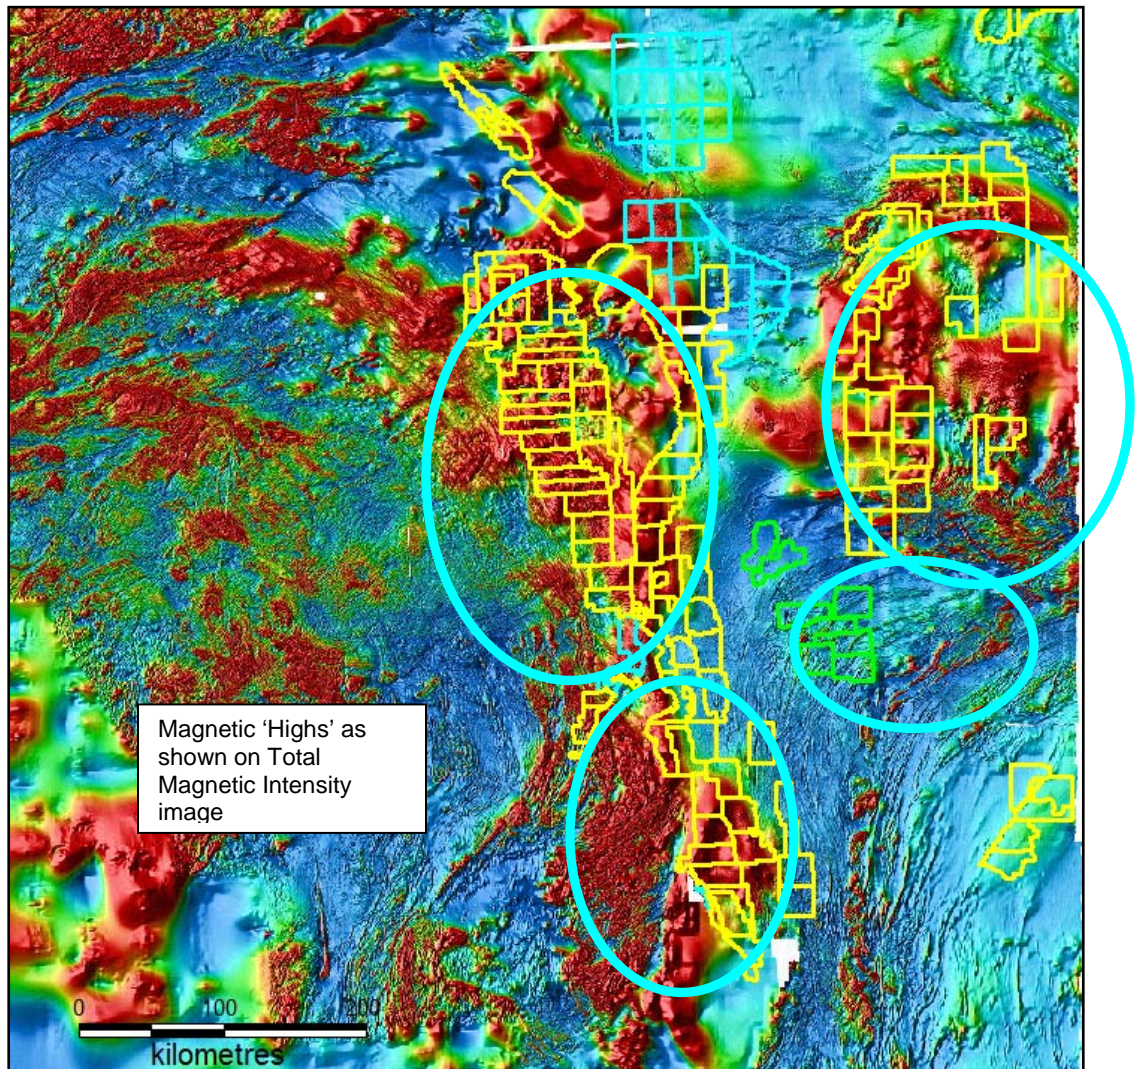 Magnetic ‘Highs’ as
shown on Total
Magnetic Intensity
image
0 100 200
kilometres